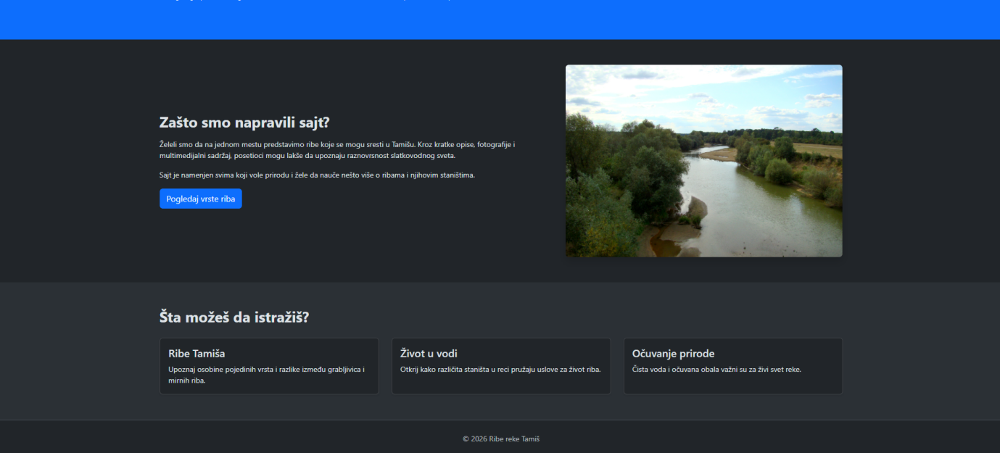 Zašto smo napravili sajt?
Želeli smo da na jednom mestu predstavimo ribe koje se mogu sresti u Tamišu. Kroz kratke opise, fotografije i
multimedijalni sadržaj, posetioci mogu lakše da upoznaju raznovrsnost slatkovodnog sveta.
Sajt je namenjen svima koji vole prirodu i žele da nauče nešto više o ribama i njihovim staništima.
Pogledaj vrste riba
Šta možeš da istražiš?
Ribe Tamiša
Upoznaj osobine pojedinih vrsta i razlike između grabljivica i
mirnih riba.
Život u vodi
Otkrij kako različita staništa u reci pružaju uslove za život riba.
Očuvanje prirode
Čista voda i očuvana obala važni su za živi svet reke.
© 2026 Ribe reke Tamiš